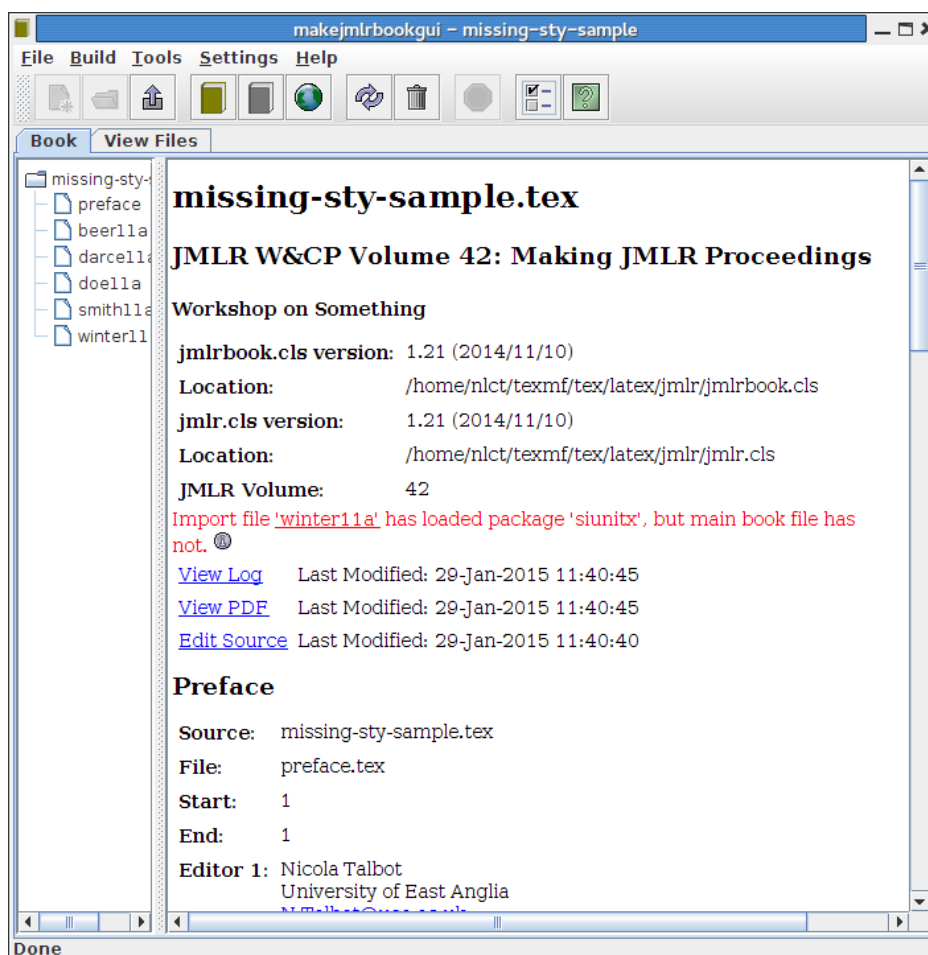 makejmlrbookgui – missing-sty-sample
File Build Tools Settings Help
Book View Files
missing-sty-
preface
beer11a
darcel1a
doe11a
smith11a
winter11
missing-sty-sample.tex
JMLR W&CP Volume 42: Making JMLR Proceedings
Workshop on Something
jmlrbook.cls version: 1.21 (2014/11/10)
Location: /home/nlct/texmf/tex/latex/jmlr/jmlrbook.cls
jmlr.cls version: 1.21 (2014/11/10)
Location: /home/nlct/texmf/tex/latex/jmlr/jmlr.cls
JMLR Volume: 42
Import file 'winter11a' has loaded package 'siunitx', but main book file has
not.
View Log Last Modified: 29-Jan-2015 11:40:45
View PDF Last Modified: 29-Jan-2015 11:40:45
Edit Source Last Modified: 29-Jan-2015 11:40:40
Preface
Source: missing-sty-sample.tex
File: preface.tex
Start: 1
End: 1
Editor 1: Nicola Talbot
University of East Anglia
Done